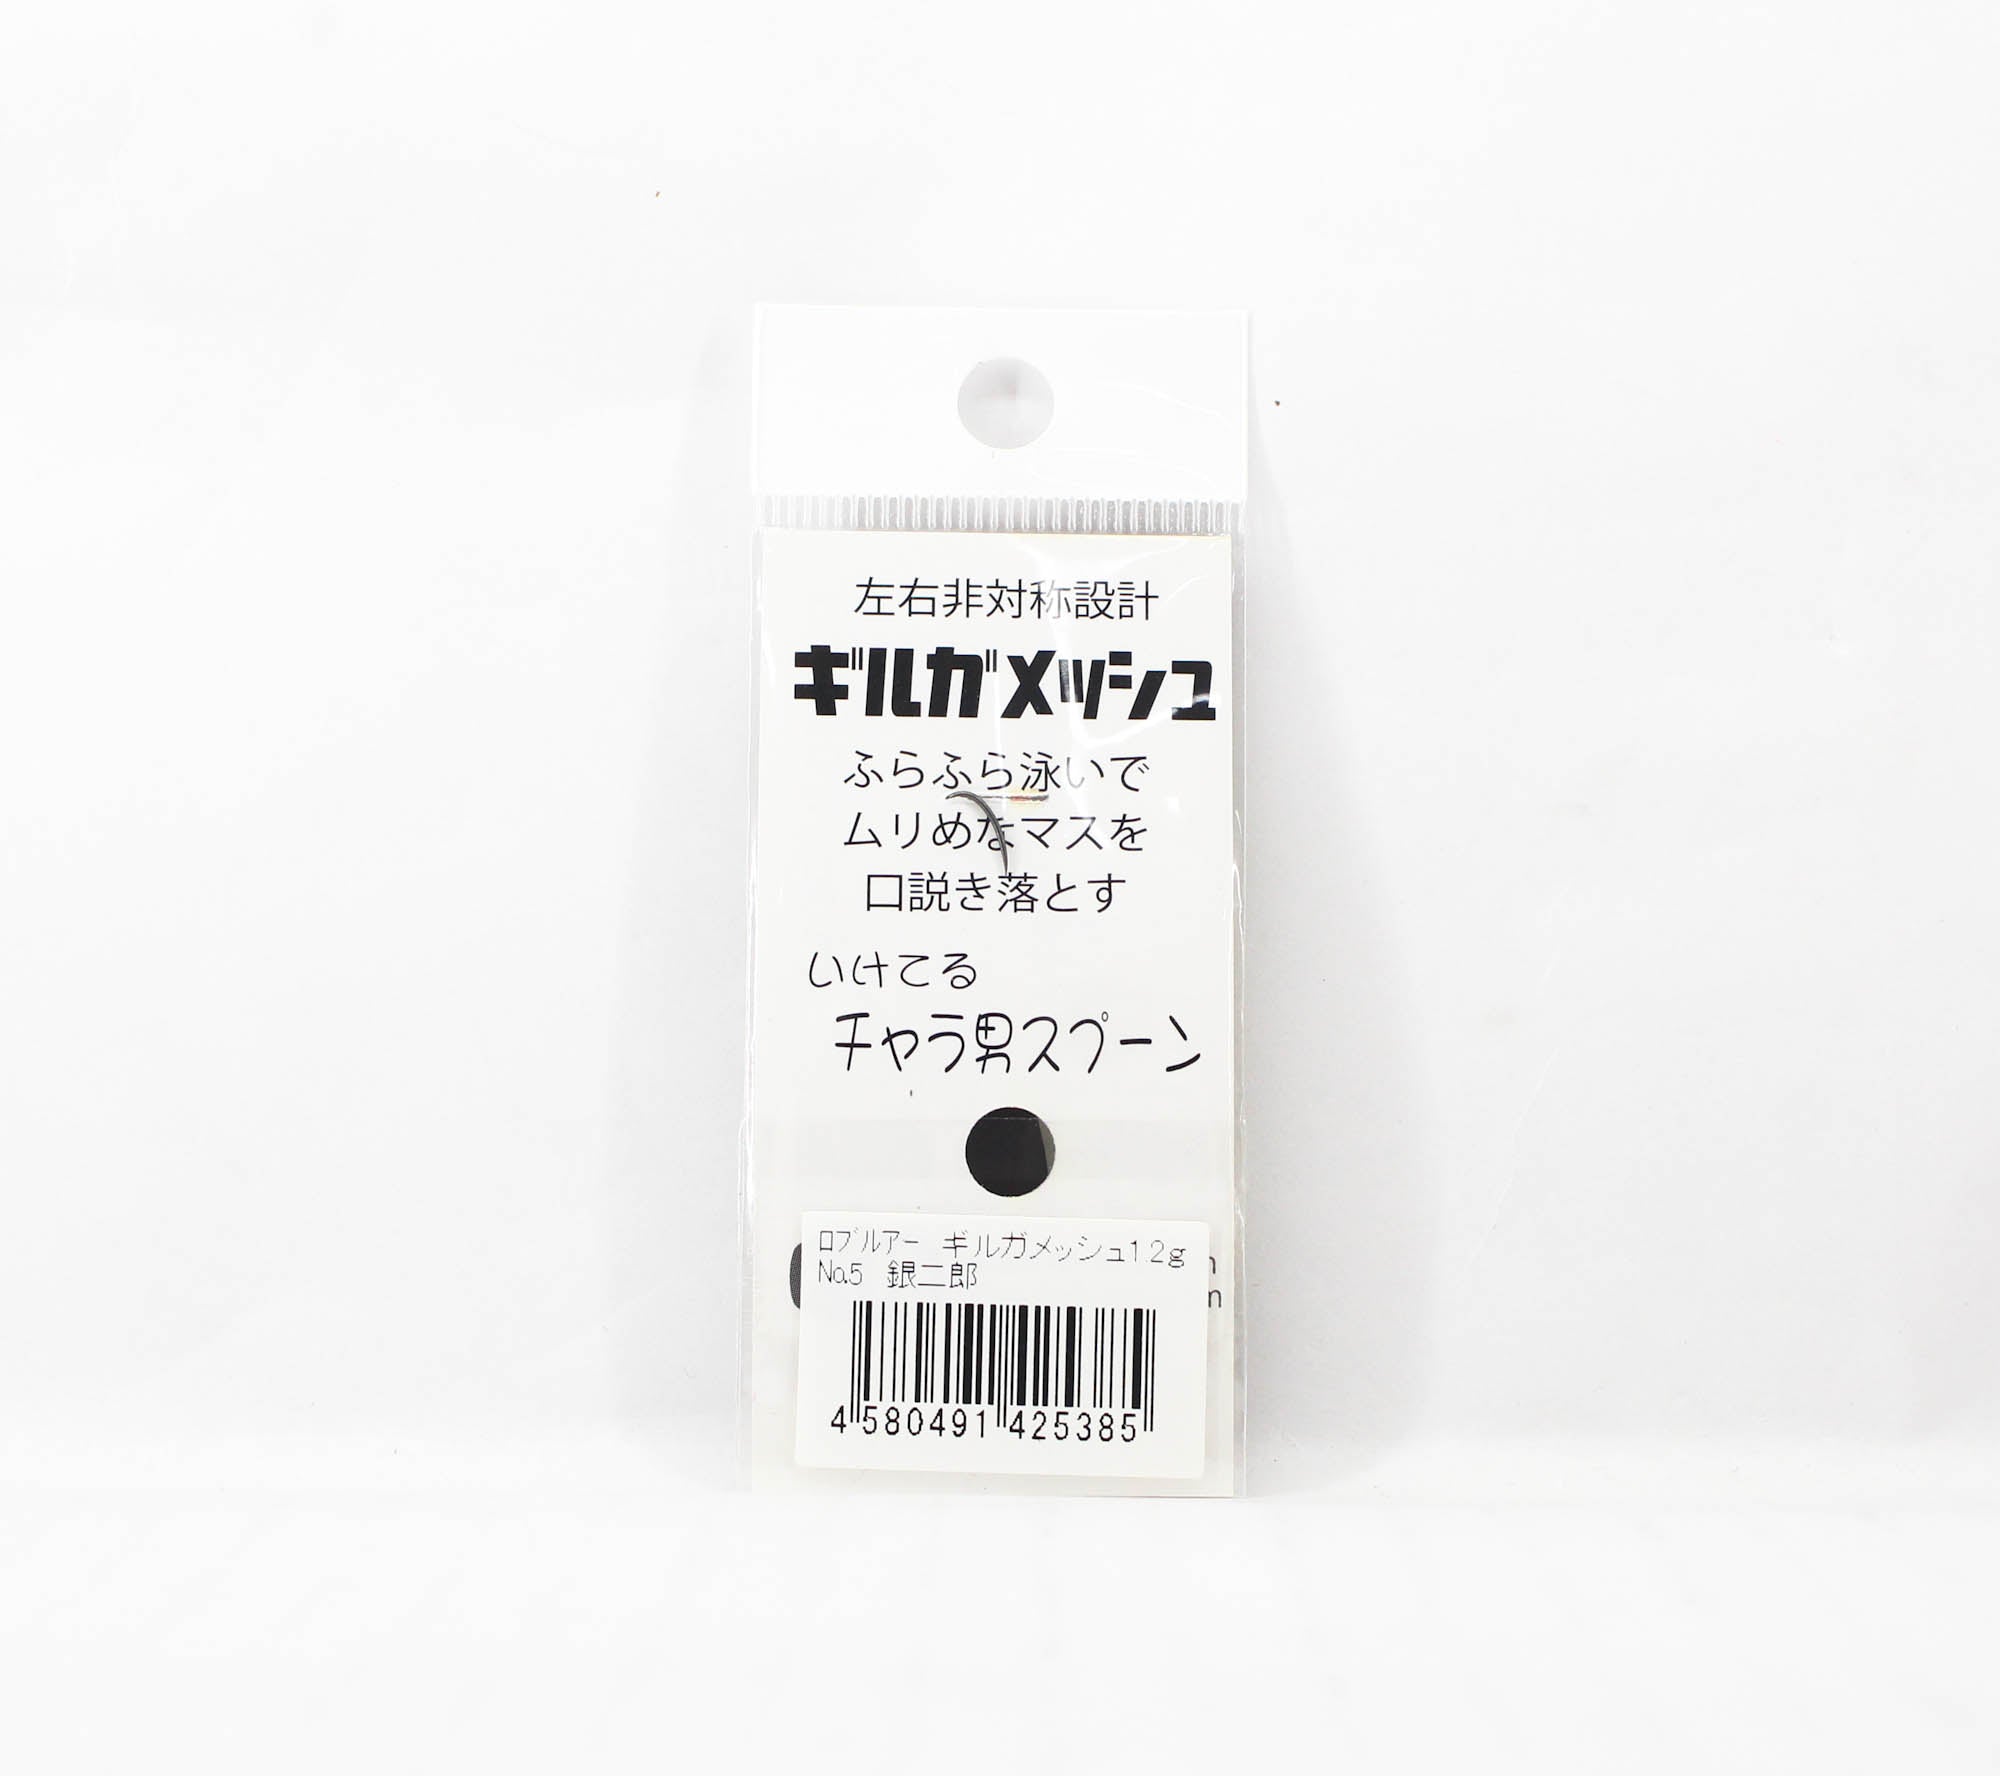 左右非対称設計
ギルガメッシュ
ふらふら泳いで
ムリめなマスを
口説き落とす
いけてる
チャラ男スプーン
ロブルアー ギルガメッシュ1.2g
No.5 銀二郎
4 580491 425385